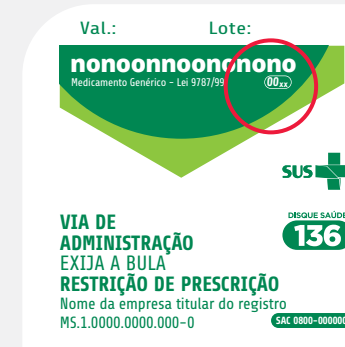 Val.: Lote:
nonoonnoononono
Medicamento Genérico - Lei 9787/99
00xx
SUS
DISQUE SAÚDE
136
VIA DE
ADMINISTRAÇÃO
EXIJA A BULA
RESTRIÇÃO DE PRESCRIÇÃO
Nome da empresa titular do registro
MS.1.0000.0000.000-0
SAC 0800-000000